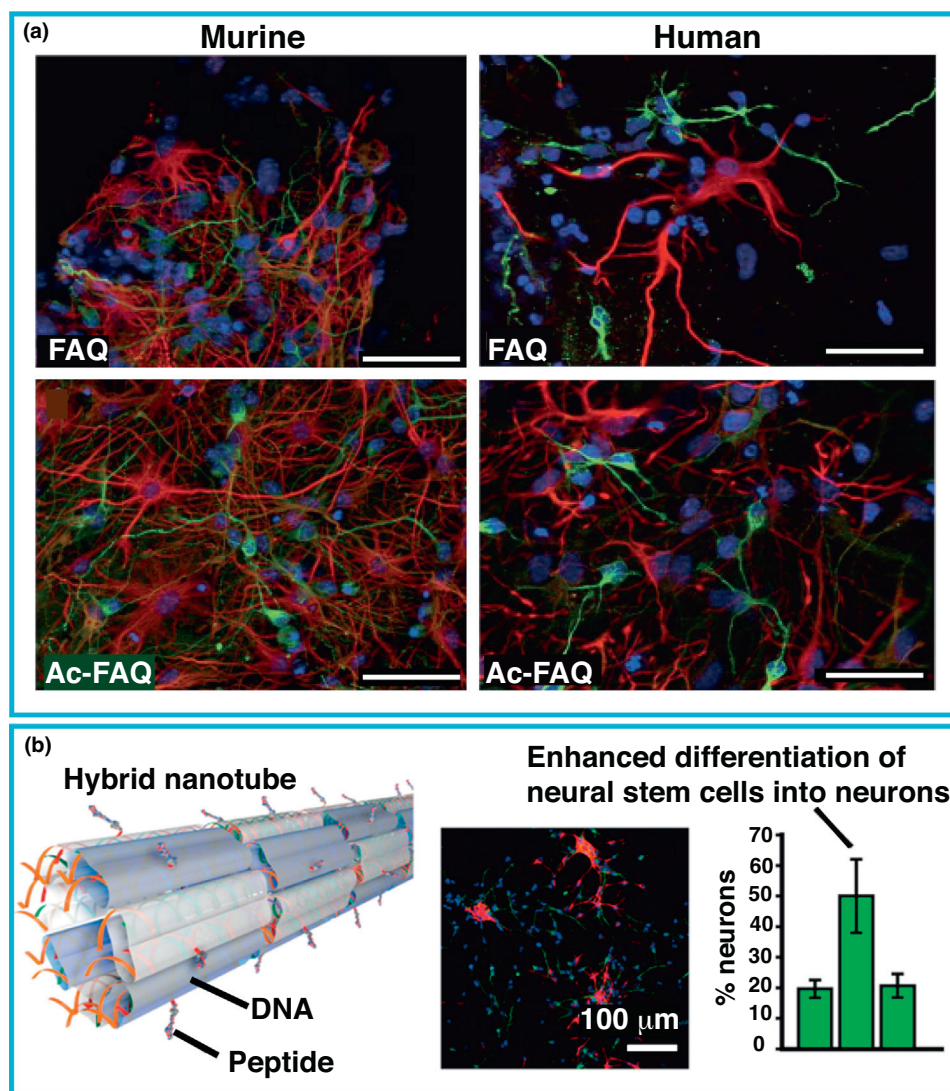 (a)
Murine
Human
FAQ
FAQ
Ac-FAQ
Ac-FAQ
(b)
Hybrid nanotube
DNA
Peptide
100 μm
Enhanced differentiation of
neural stem cells into neurons
% neurons
70
60
50
40
30
20
10
0